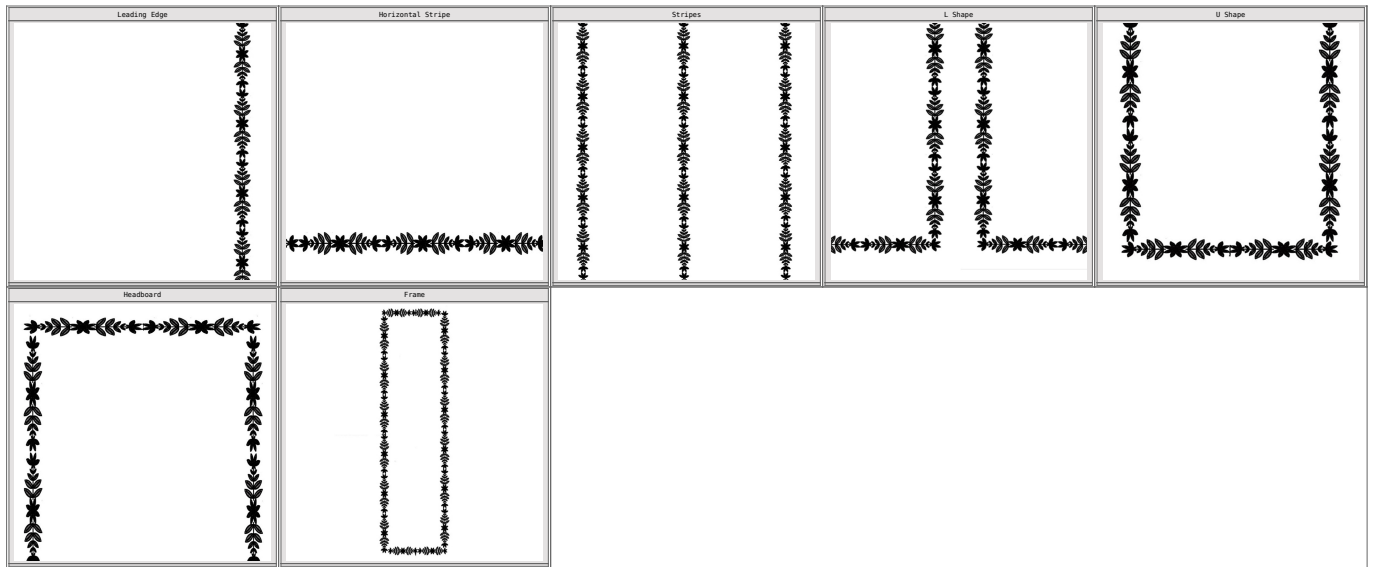 Leading Edge
Horizontal Stripe
Stripes
L Shape
U Shape
Headboard
Frame